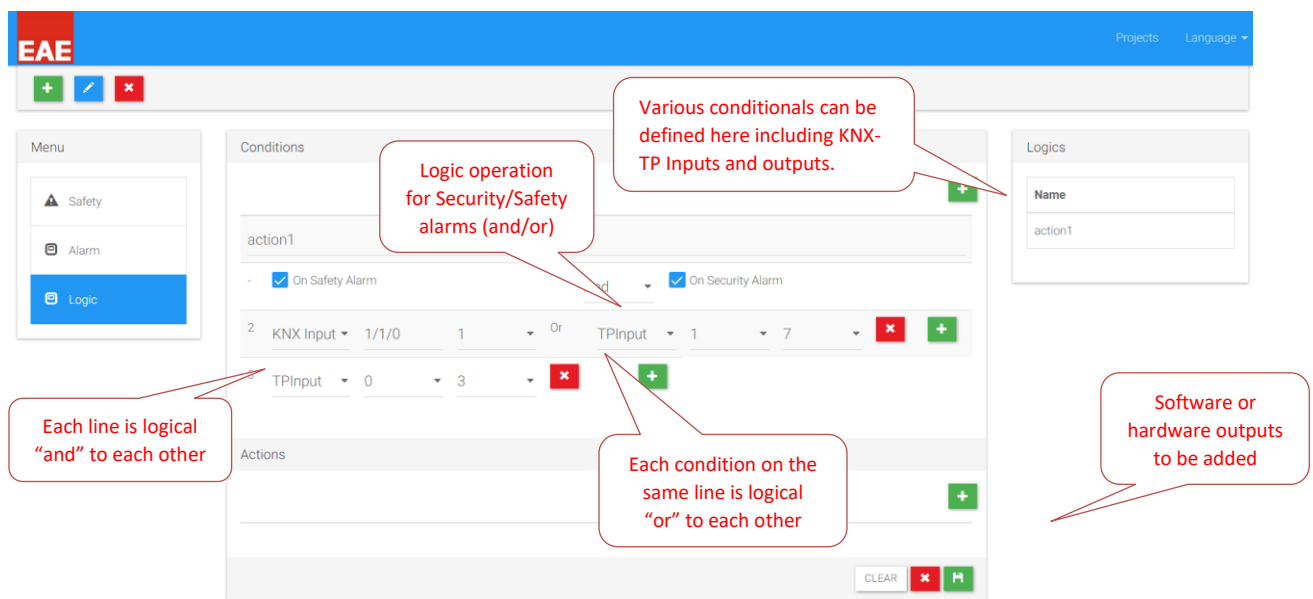 EAE
Projects Language
Various conditionals can be
defined here including KNX-
TP Inputs and outputs.
Menu
Conditions
Logics
Logic operation
for Security/Safety
alarms (and/or)
Safety
Name
action1
action1
Alarm
- On Safety Alarm
On Security Alarm
Logic
2 KNX Input 1/1/0 1 Or TPInput 1 7
TPInput 0 3
Each line is logical
“and” to each other
Software or
hardware outputs
to be added
Actions
Each condition on the
same line is logical
“or” to each other
CLEAR